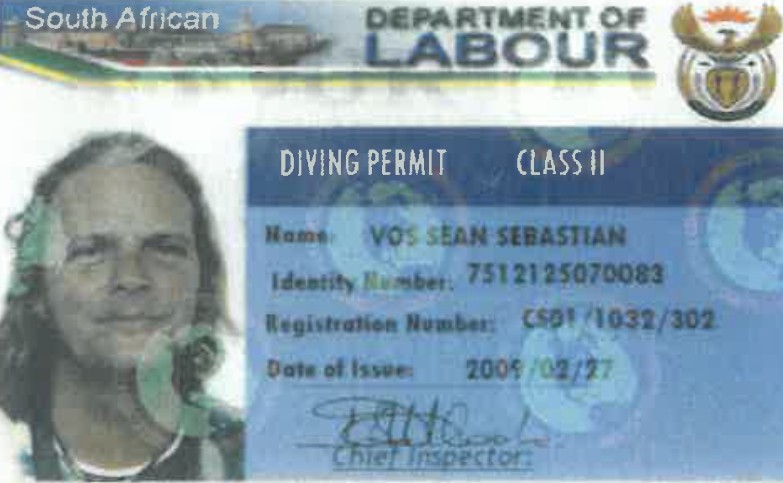 South African
DEPARTMENT OF
LABOUR
DIVING PERMIT CLASS II
Name: VOS SEAN SEBASTIAN
Identity Number: 7512125070083
Registration Number: CS01/1032/302
Date of Issue: 2009/02/27
Chief Inspector: